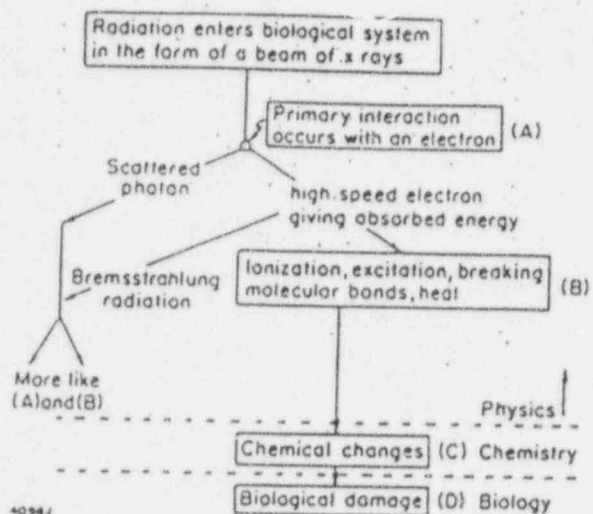 Radiation enters biological system
in the form of a beam of x rays
Primary interaction
occurs with an electron
(A)
Scattered
photon
high speed electron
giving absorbed energy
Bremsstrahlung
radiation
Ionization, excitation, breaking
molecular bonds, heat
(B)
More like
(A) and (B)
Physics
Chemical changes (C) Chemistry
Biological damage (D) Biology